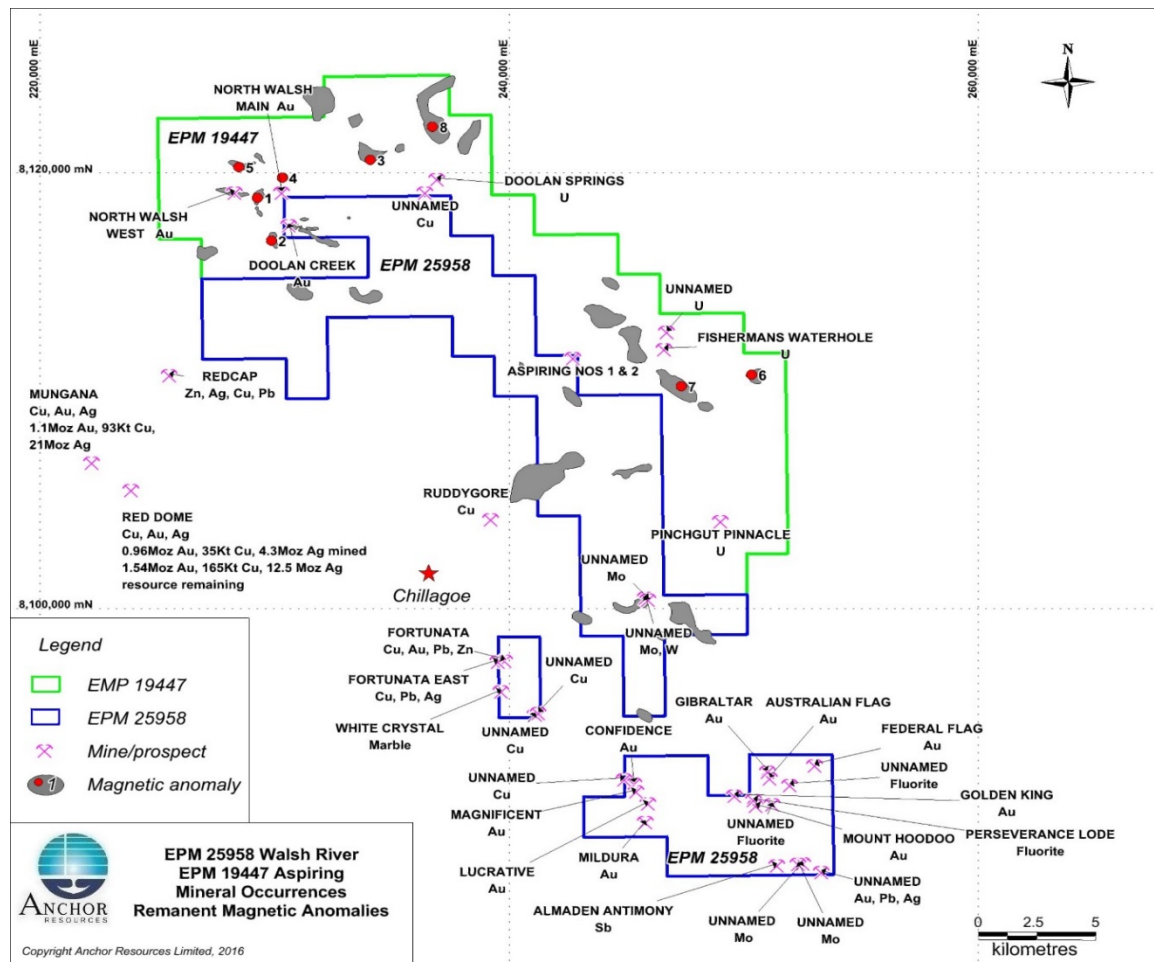 220,000 mE
240,000 mE
260,000 mE
N
NORTH WALSH
MAIN Au
EPM 19447
8
3
8,120,000 mN
5
4
1
DOOLAN SPRINGS
U
UNNAMED
Cu
NORTH WALSH
WEST Au
2
DOOLAN CREEK
Au
EPM 25958
UNNAMED
U
FISHERMANS WATERHOLE
U
ASPIRING NOS 1 & 2
6
7
REDCAP
Zn, Ag, Cu, Pb
MUNGANA
Cu, Au, Ag
1.1Moz Au, 93Kt Cu,
21Moz Ag
RED DOME
Cu, Au, Ag
0.96Moz Au, 35Kt Cu, 4.3Moz Ag mined
1.54Moz Au, 165Kt Cu, 12.5 Moz Ag
resource remaining
RUDDYGORE
Cu
PINCHGUT PINNACLE
U
UNNAMED
Mo
Chillagoe
8,100,000 mN
UNNAMED
Mo, W
FORTUNATA
Cu, Au, Pb, Zn
FORTUNATA EAST
Cu, Pb, Ag
UNNAMED
Cu
WHITE CRYSTAL
Marble
UNNAMED
Cu
CONFIDENCE
Au
GIBRALTAR
Au
AUSTRALIAN FLAG
Au
FEDERAL FLAG
Au
UNNAMED
Fluorite
UNNAMED
Cu
GOLDEN KING
Au
MAGNIFICENT
Au
UNNAMED
Fluorite
PERSEVERANCE LODE
Fluorite
MOUNT HOODOO
Au
MILDURA
Au
LUCRATIVE
Au
EPM 25958
UNNAMED
Au, Pb, Ag
ALMADEN ANTIMONY
Sb
UNNAMED
Mo
UNNAMED
Mo
Legend
EMP 19447
EPM 25958
Mine/prospect
1
Magnetic anomaly
ANCHOR
RESOURCES
EPM 25958 Walsh River
EPM 19447 Aspiring
Mineral Occurrences
Remanent Magnetic Anomalies
Copyright Anchor Resources Limited, 2016
0 2.5 5
kilometres